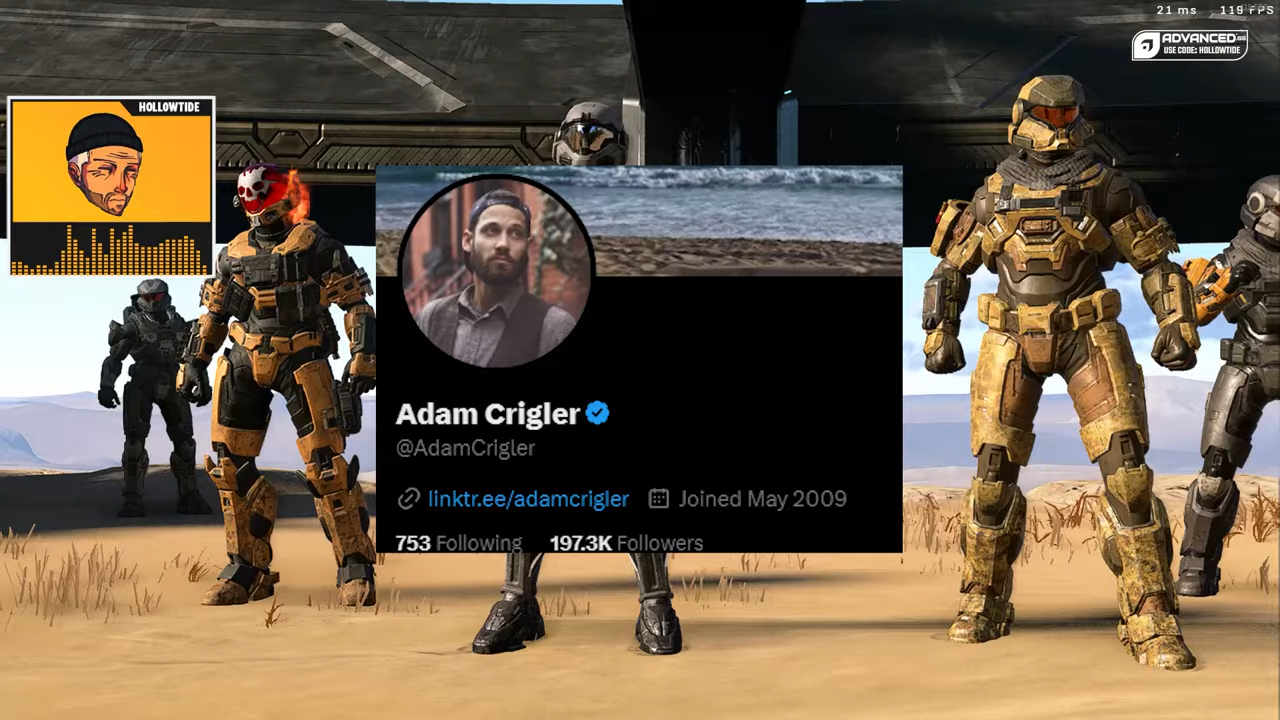 21 ms 119 FPS
ADVANCED.GG
USE CODE: HOLLOWTIDE
HOLLOWTIDE
Adam Crigler
@AdamCrigler
linktr.ee/adamcrigler Joined May 2009
753 Following 197.3K Followers